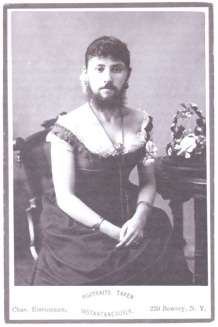 PORTRAITS TAKEN
Chas. Eisenmann, INSTANTANEOUSLY. 229 Bowery, N. Y.